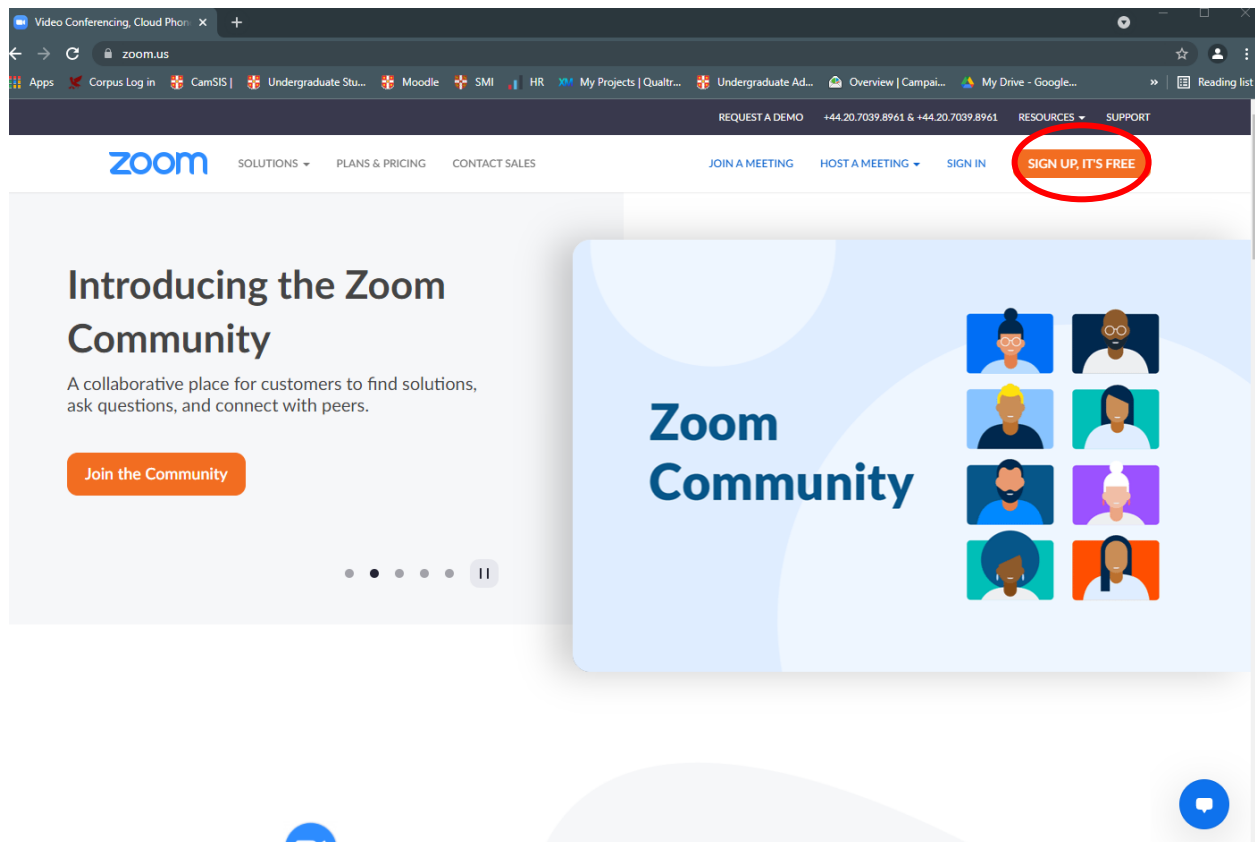 Video Conferencing, Cloud Phon
zoom.us
Apps Corpus Log in CamSIS | Undergraduate Stu... Moodle SMI HR My Projects | Qualtr... Undergraduate Ad... Overview | Campai... My Drive - Google... » Reading list
REQUEST A DEMO +44.20.7039.8961 & +44.20.7039.8961 RESOURCES SUPPORT
zoom SOLUTIONS PLANS & PRICING CONTACT SALES JOIN A MEETING HOST A MEETING SIGN IN SIGN UP, IT'S FREE
Introducing the Zoom
Community
A collaborative place for customers to find solutions,
ask questions, and connect with peers.
Join the Community
Zoom
Community